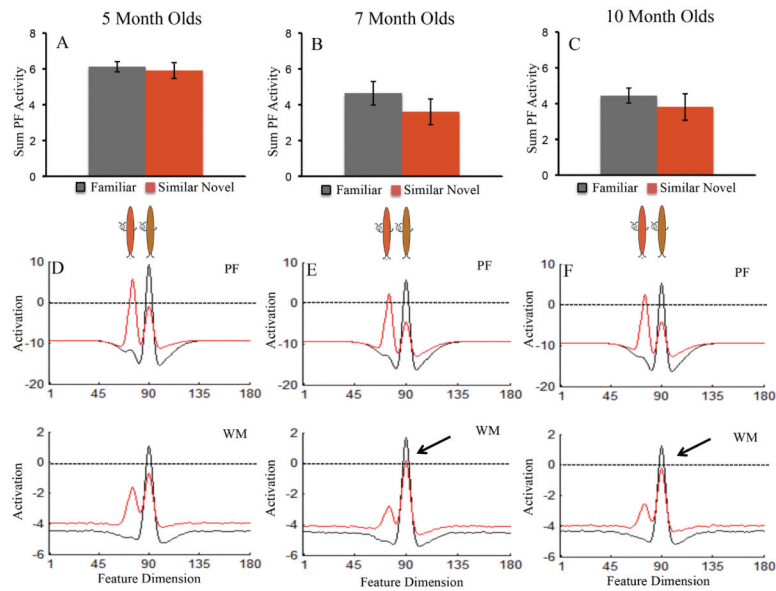 5 Month Olds
7 Month Olds
10 Month Olds
A
B
C
Sum PF Activity
8
6
4
2
0
Sum PF Activity
8
6
4
2
0
Sum PF Activity
8
6
4
2
0
Familiar Similar Novel
Familiar Similar Novel
Familiar Similar Novel
D
PF
Activation
10
0
-10
-20
1 45 90 135 180
E
PF
Activation
10
0
-10
-20
1 45 90 135 180
F
PF
Activation
10
0
-10
-20
1 45 90 135 180
WM
Activation
2
0
-2
-4
-6
1 45 90 135 180
Feature Dimension
WM
Activation
2
0
-2
-4
-6
1 45 90 135 180
Feature Dimension
WM
Activation
2
0
-2
-4
-6
1 45 90 135 180
Feature Dimension